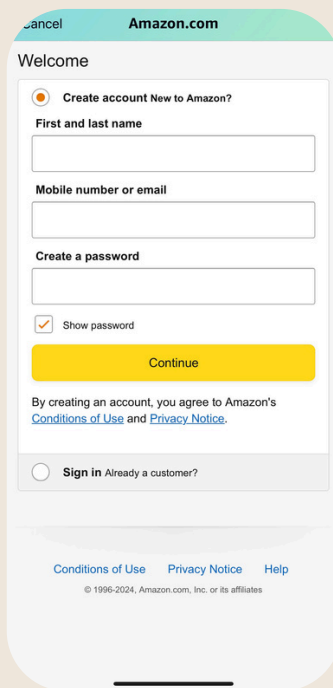 Cancel Amazon.com
Welcome
Create account New to Amazon?
First and last name
Mobile number or email
Create a password
Show password
Continue
By creating an account, you agree to Amazon's
Conditions of Use and Privacy Notice.
Sign in Already a customer?
Conditions of Use Privacy Notice Help
© 1996-2024, Amazon.com, Inc. or its affiliates